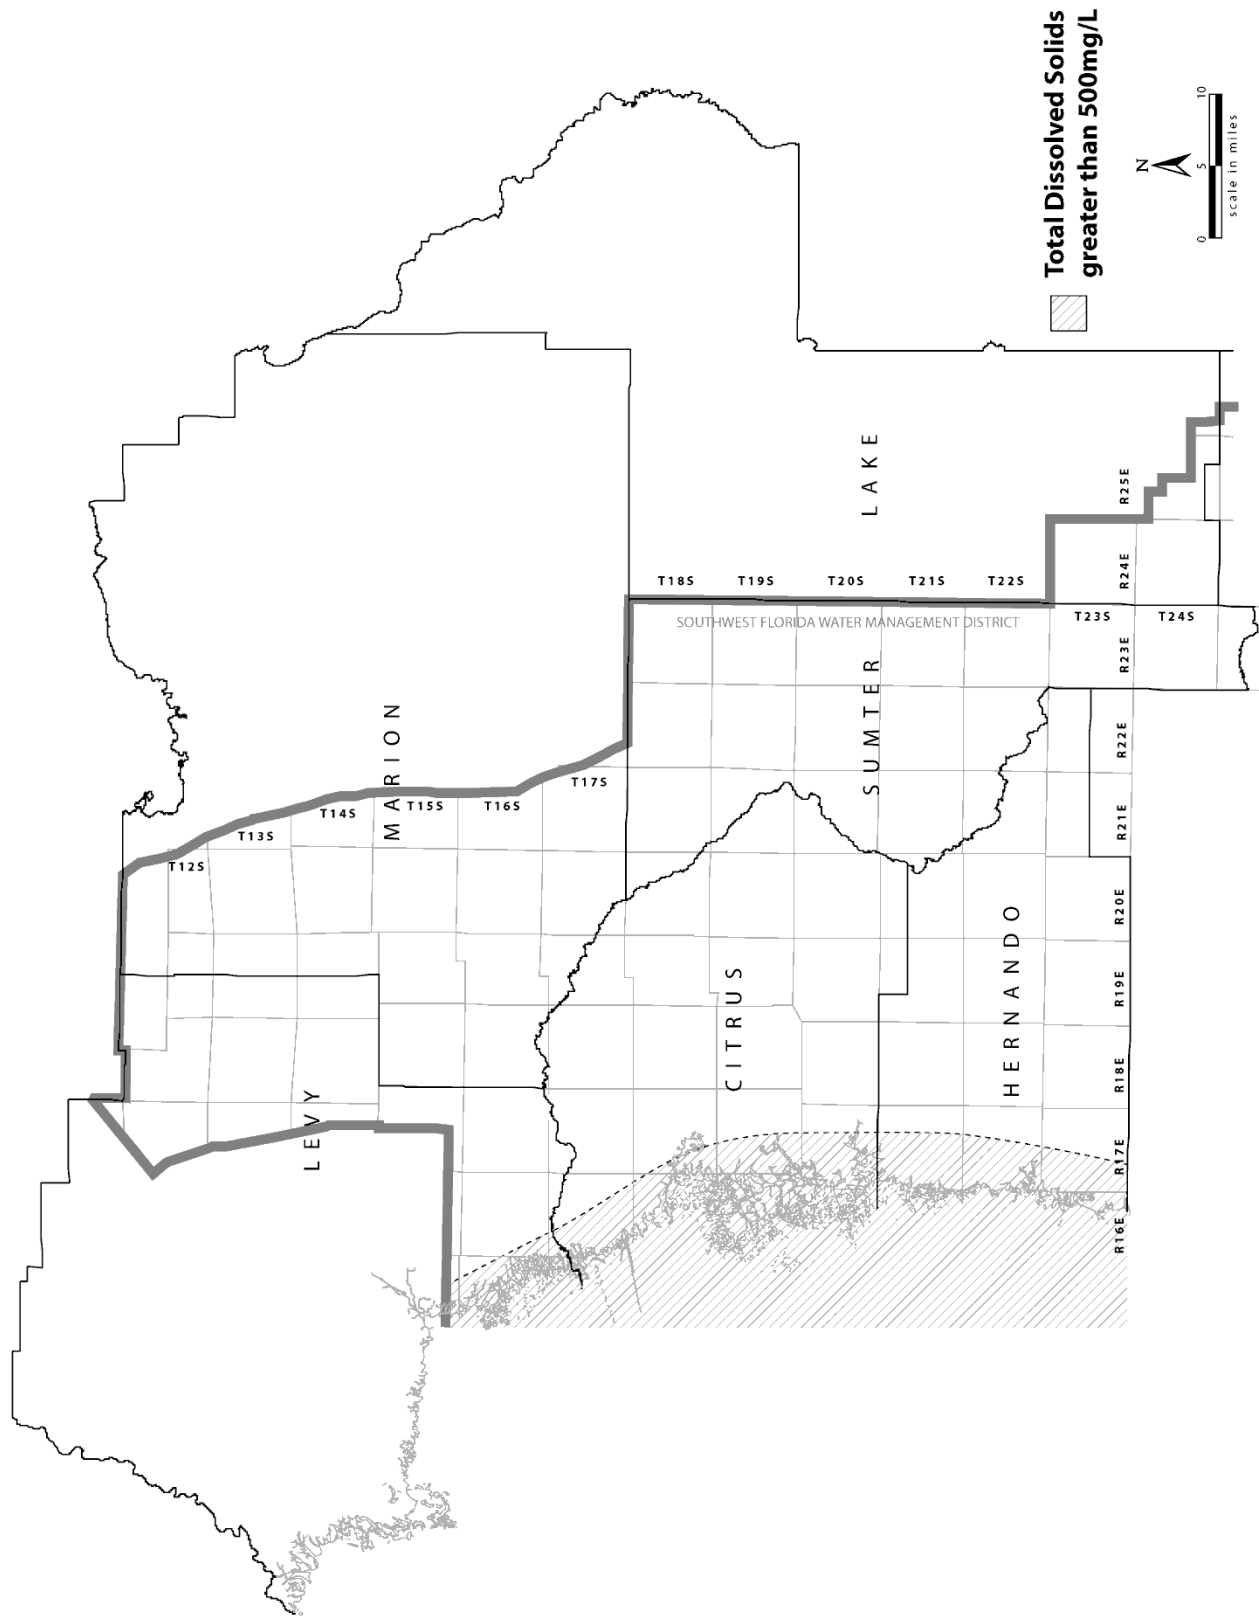 Total Dissolved Solids
greater than 500mg/L
N
0 5 10
scale in miles
LEVY
MARION
LAKE
SUMTER
CITRUS
HERNANDO
SOUTHWEST FLORIDA WATER MANAGEMENT DISTRICT
T12S
T13S
T14S
T15S
T16S
T17S
T18S
T19S
T20S
T21S
T22S
T23S
T24S
R16E
R17E
R18E
R19E
R20E
R21E
R22E
R23E
R24E
R25E